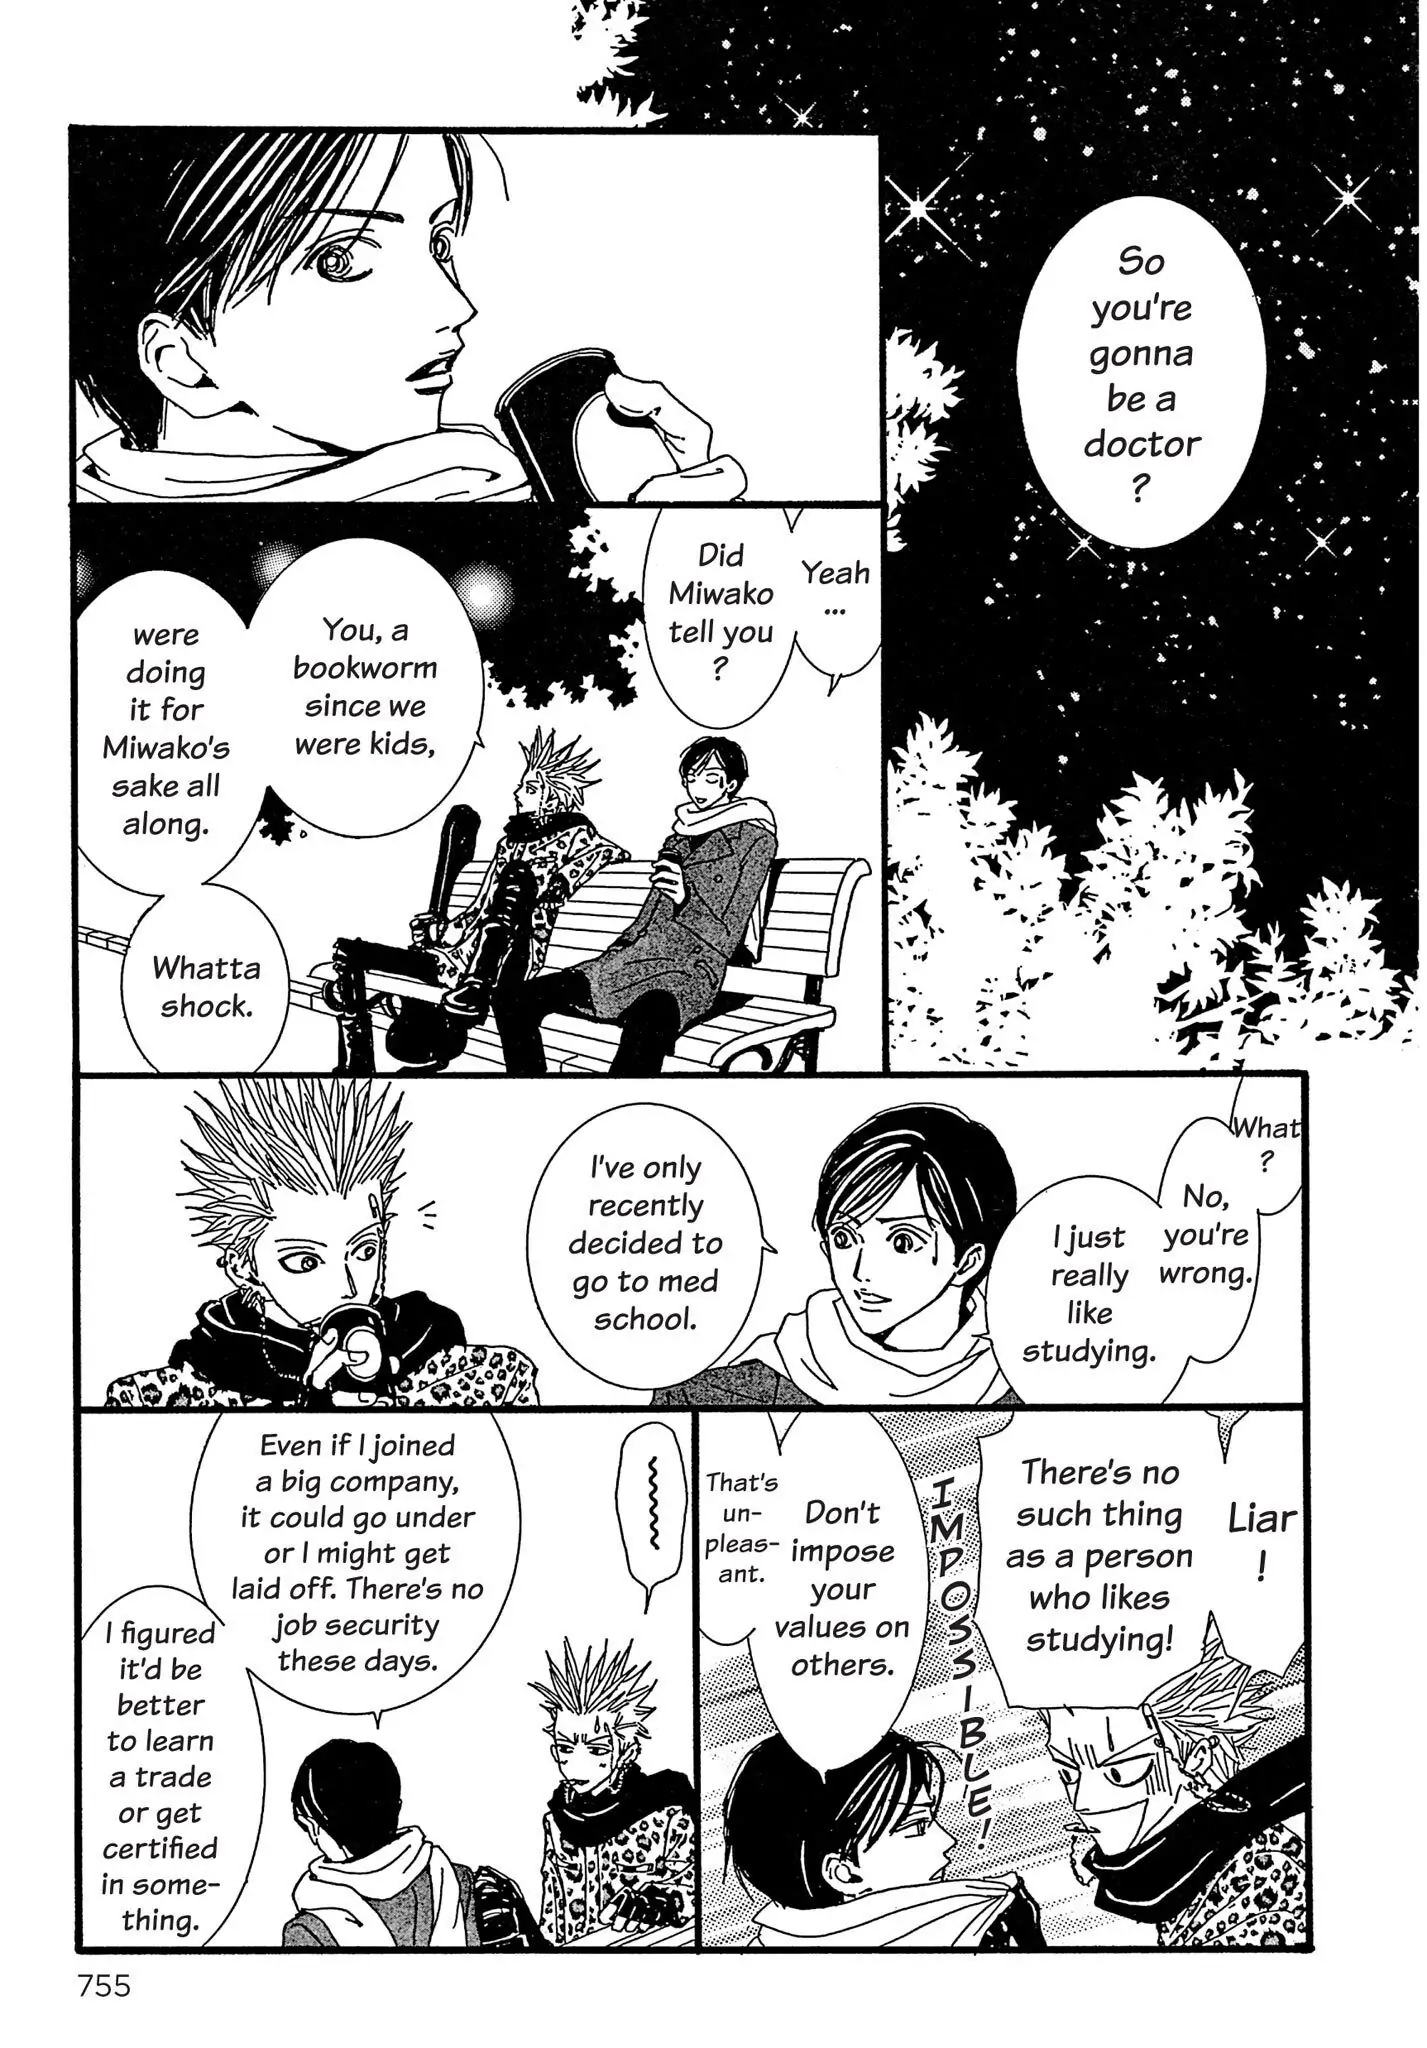 So
you're
gonna
be a
doctor
?
Yeah
...
Did
Miwako
tell you
?
You, a
bookworm
since we
were kids,
were
doing
it for
Miwako's
sake all
along.
Whatta
shock.
What
?
No,
you're
wrong.
I just
really
like
studying.
I've only
recently
decided to
go to med
school.
Liar
!
There's no
such thing
as a person
who likes
studying!
IMPOSSIBLE!
Don't
impose
your
values on
others.
That's
un-
pleas-
ant.
Even if I joined
a big company,
it could go under
or I might get
laid off. There's no
job security
these days.
I figured
it'd be
better
to learn
a trade
or get
certified
in some-
thing.
755